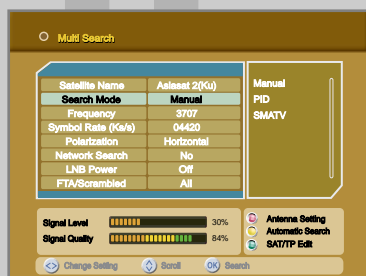 Multi Search
Satellite Name Asiasat 2(Ku)
Search Mode Manual
Frequency 3707
Symbol Rate (Ks/s) 04420
Polarization Horizontal
Network Search No
LNB Power Off
FTA/Scrambled All
Manual
PID
SMATV
Signal Level 30%
Signal Quality 84%
Antenna Setting
Automatic Search
SAT/TP Edit
Change Setting Scroll OK Search